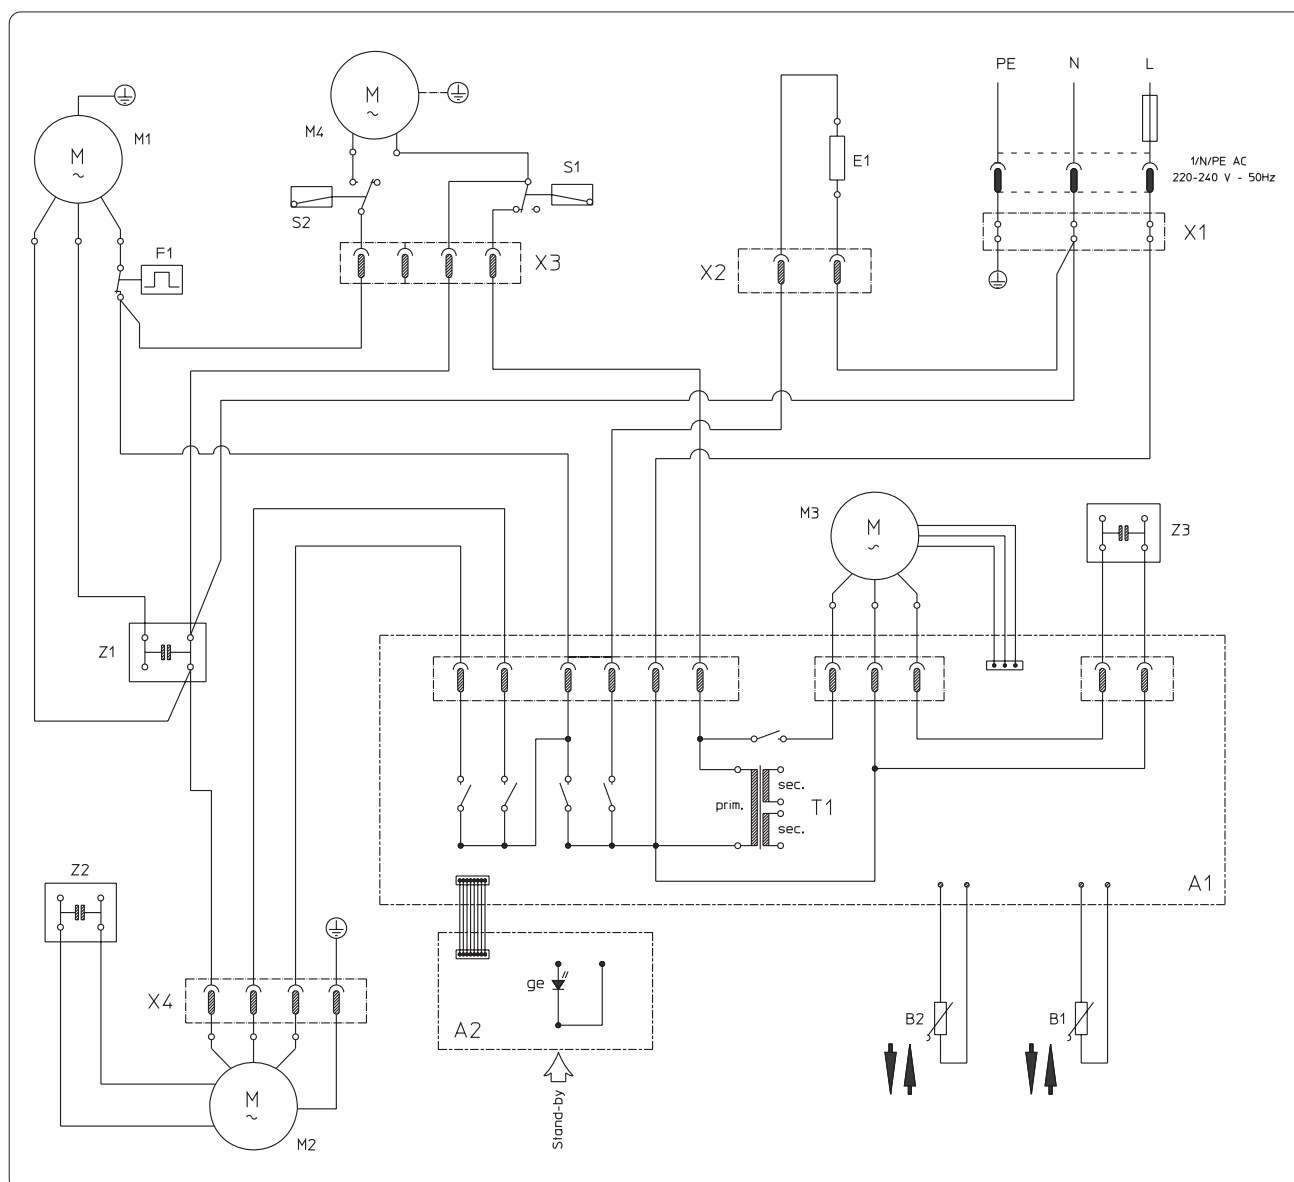 PE N L
M
~
M4
M1
M
~
S1
E1
1/N/PE AC
220-240 V - 50Hz
S2
F1
X3
X2
X1
M3
M
~
Z3
Z1
prim.
sec.
sec.
T1
A1
Z2
ge
X4
A2
B2
B1
Stand-by
M
~
M2